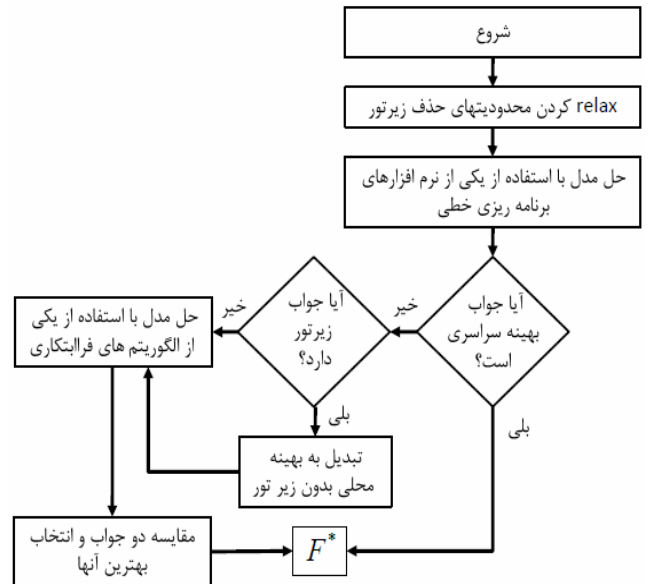 شروع
relax کردن محدودیتهای حذف زیرتور
حل مدل با استفاده از یکی از نرم افزارهای
برنامه ریزی خطی
آیا جواب
بهینه سراسری
است؟
خیر
بلی
آیا جواب
زیرتور
دارد؟
خیر
بلی
حل مدل با استفاده از یکی
از الگوریتم های فراابتکاری
تبدیل به بهینه
محلی بدون زیر تور
مقایسه دو جواب و انتخاب
بهترین آنها
F*